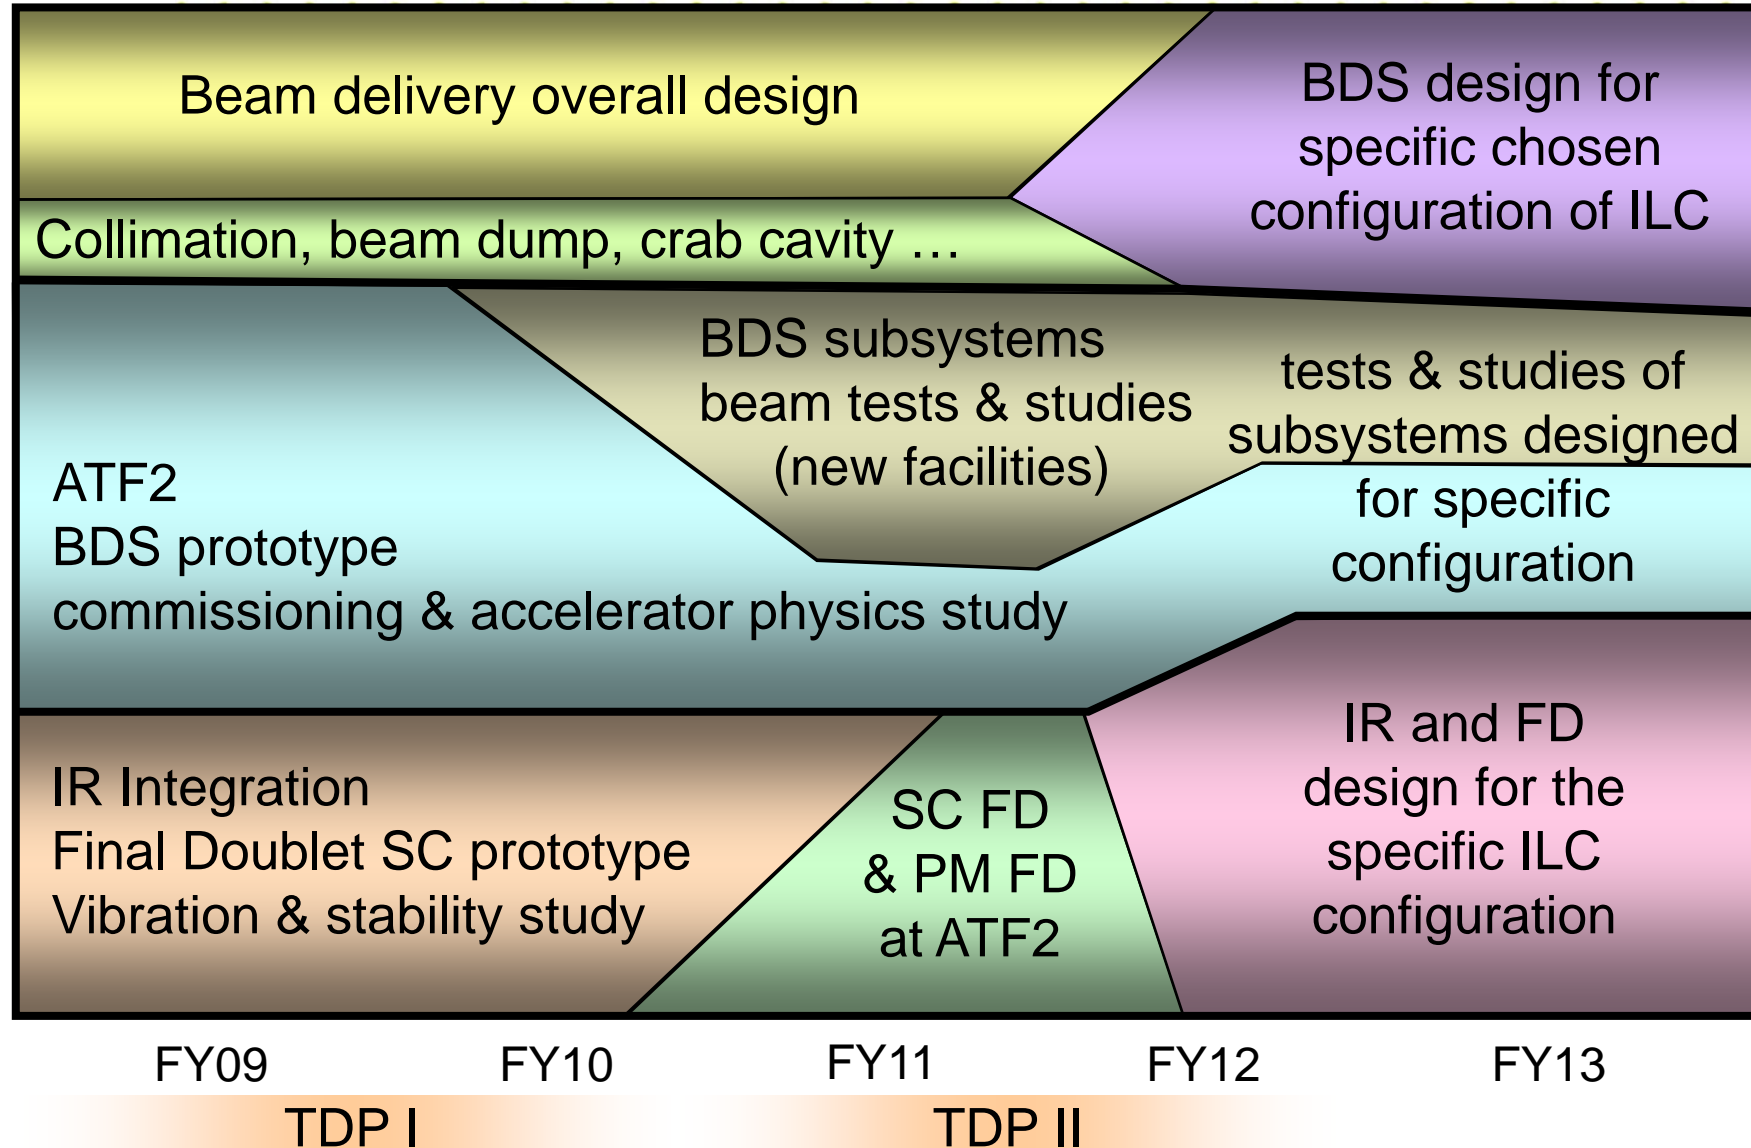 Beam delivery overall design
BDS design for
specific chosen
configuration of ILC
Collimation, beam dump, crab cavity …
BDS subsystems
beam tests & studies
(new facilities)
tests & studies of
subsystems designed
for specific
configuration
ATF2
BDS prototype
commissioning & accelerator physics study
IR Integration
Final Doublet SC prototype
Vibration & stability study
SC FD
& PM FD
at ATF2
IR and FD
design for the
specific ILC
configuration
FY09 FY10 FY11 FY12 FY13
TDP I TDP II